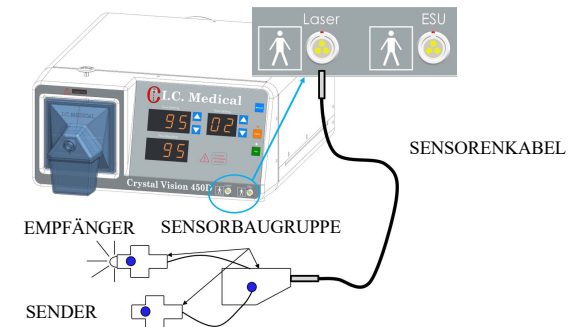 Laser ESU
I.C. Medical
95 02
95
Crystal Vision 450D
SENSORENKABEL
EMPFÄNGER SENSORBAUGRUPPE
SENDER